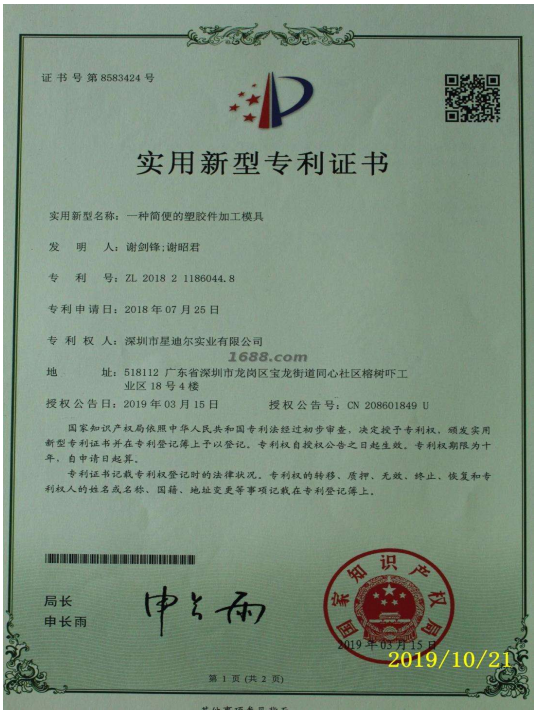 证书号第8583424号
实用新型专利证书
实用新型名称：一种简便的塑胶件加工模具
发 明 人：谢剑锋;谢昭君
专 利 号：ZL 2018 2 1186044.8
专利申请日：2018年07月25日
专 利 权 人：深圳市星迪尔实业有限公司
1688.com
地 址：518112 广东省深圳市龙岗区宝龙街道同心社区榕树吓工
业区18号4楼
授权公告日：2019年03月15日 授权公告号：CN 208601849 U
国家知识产权局依照中华人民共和国专利法经过初步审查，决定授予专利权，颁发实用
新型专利证书并在专利登记簿上予以登记。专利权自授权公告之日起生效。专利权期限为十
年，自申请日起算。
专利证书记载专利权登记时的法律状况。专利权的转移、质押、无效、终止、恢复和专
利权人的姓名或名称、国籍、地址变更等事项记载在专利登记簿上。
局长
申长雨
申长雨
国家知识产权局
2019年03月15日
2019/10/21
第 1 页 (共 2 页)